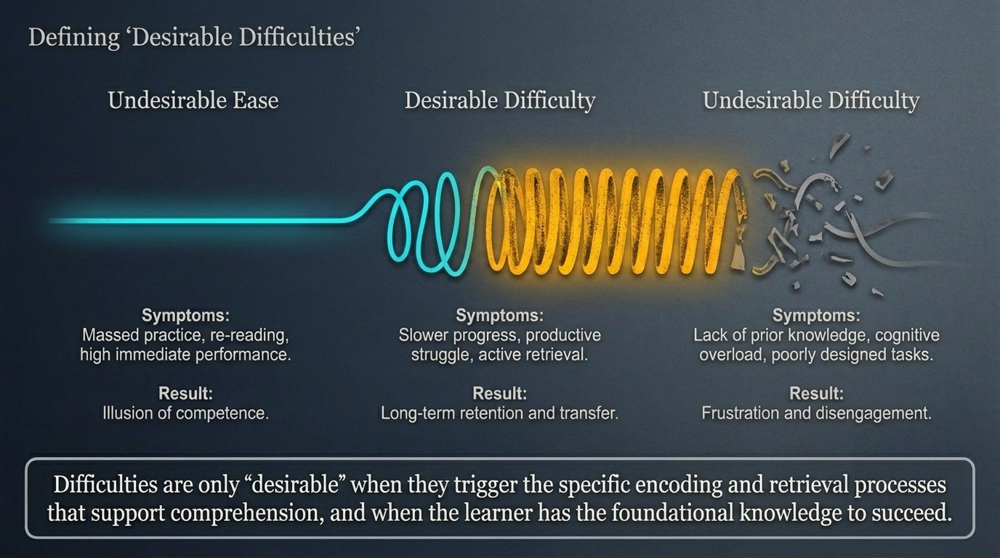 Defining ‘Desirable Difficulties’
Undesirable Ease
Desirable Difficulty
Undesirable Difficulty
Symptoms:
Massed practice, re-reading,
high immediate performance.
Result:
Illusion of competence.
Symptoms:
Slower progress, productive
struggle, active retrieval.
Result:
Long-term retention and transfer.
Symptoms:
Lack of prior knowledge, cognitive
overload, poorly designed tasks.
Result:
Frustration and disengagement.
Difficulties are only “desirable” when they trigger the specific encoding and retrieval processes
that support comprehension, and when the learner has the foundational knowledge to succeed.